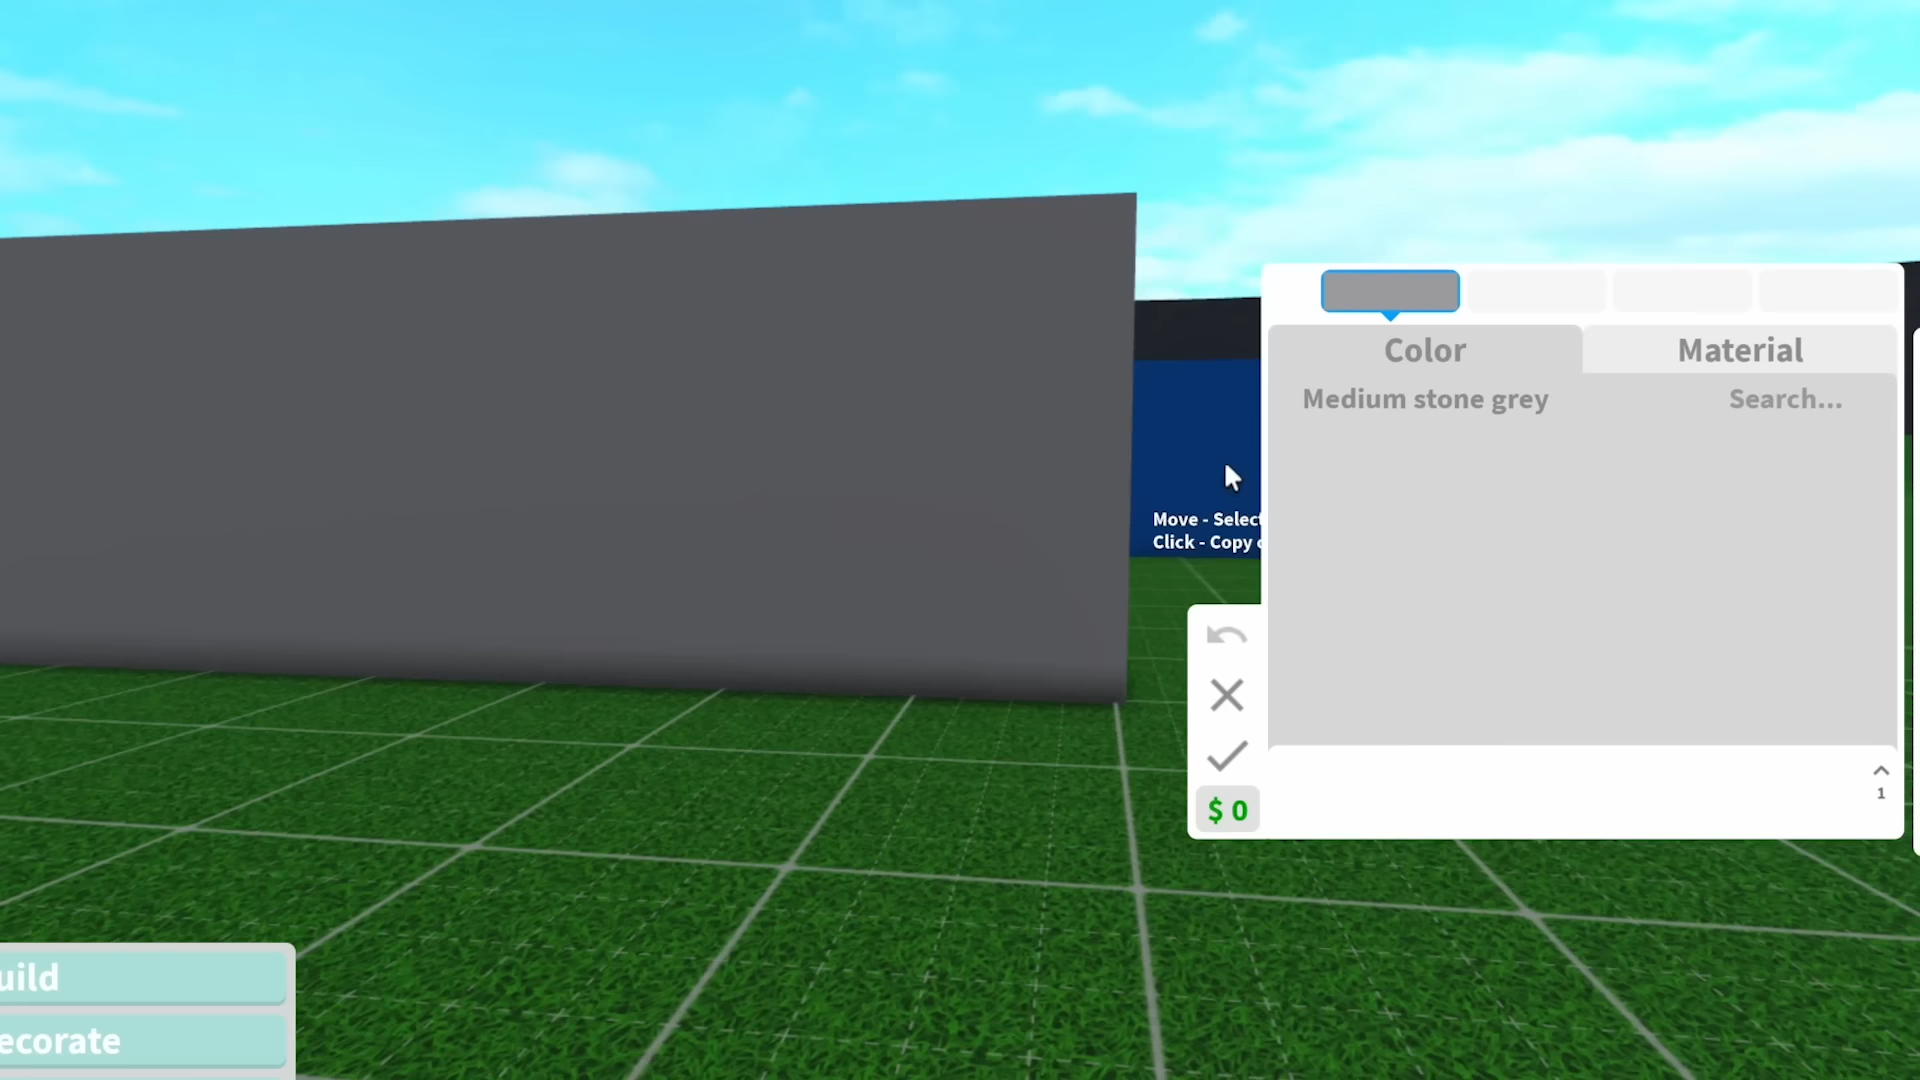 Color
Material
Medium stone grey
Search...
Move - Select
Click - Copy
1
$ 0
uild
ecorate